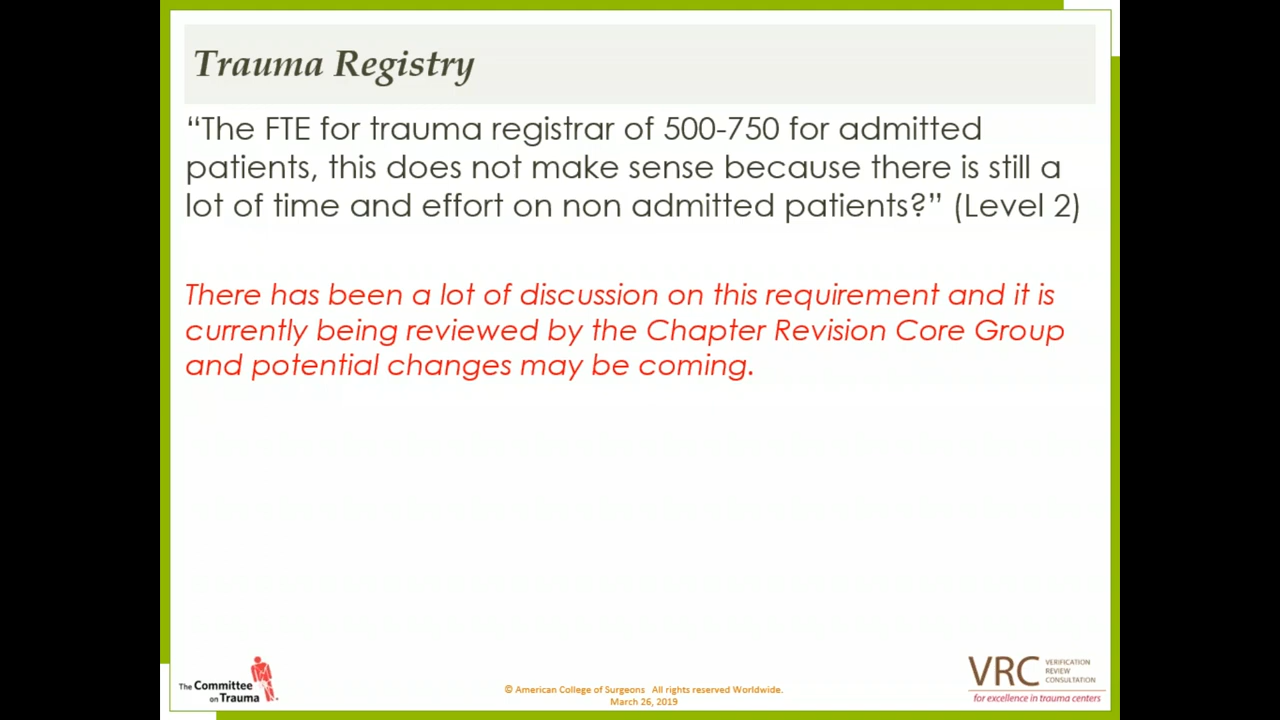 Trauma Registry
“The FTE for trauma registrar of 500-750 for admitted
patients, this does not make sense because there is still a
lot of time and effort on non admitted patients?” (Level 2)
There has been a lot of discussion on this requirement and it is
currently being reviewed by the Chapter Revision Core Group
and potential changes may be coming.
The Committee
on Trauma
© American College of Surgeons All rights reserved Worldwide.
March 26, 2019
VRC
VERIFICATION
REVIEW
CONSULTATION
for excellence in trauma centers